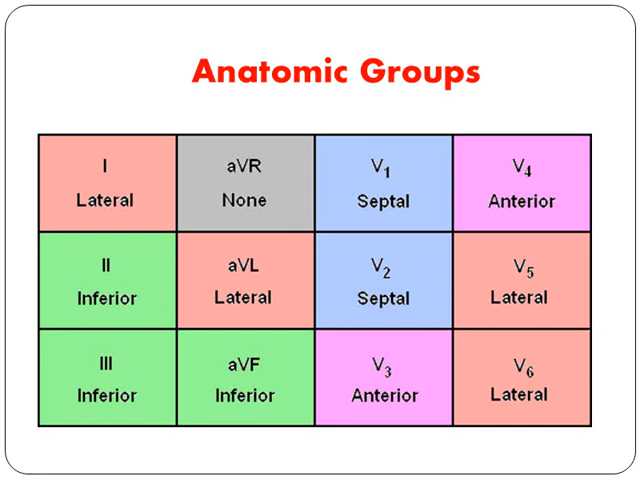 Anatomic Groups
I aVR V1 V4
Lateral None Septal Anterior
II aVL V2 V5
Inferior Lateral Septal Lateral
III aVF V3 V6
Inferior Inferior Anterior Lateral